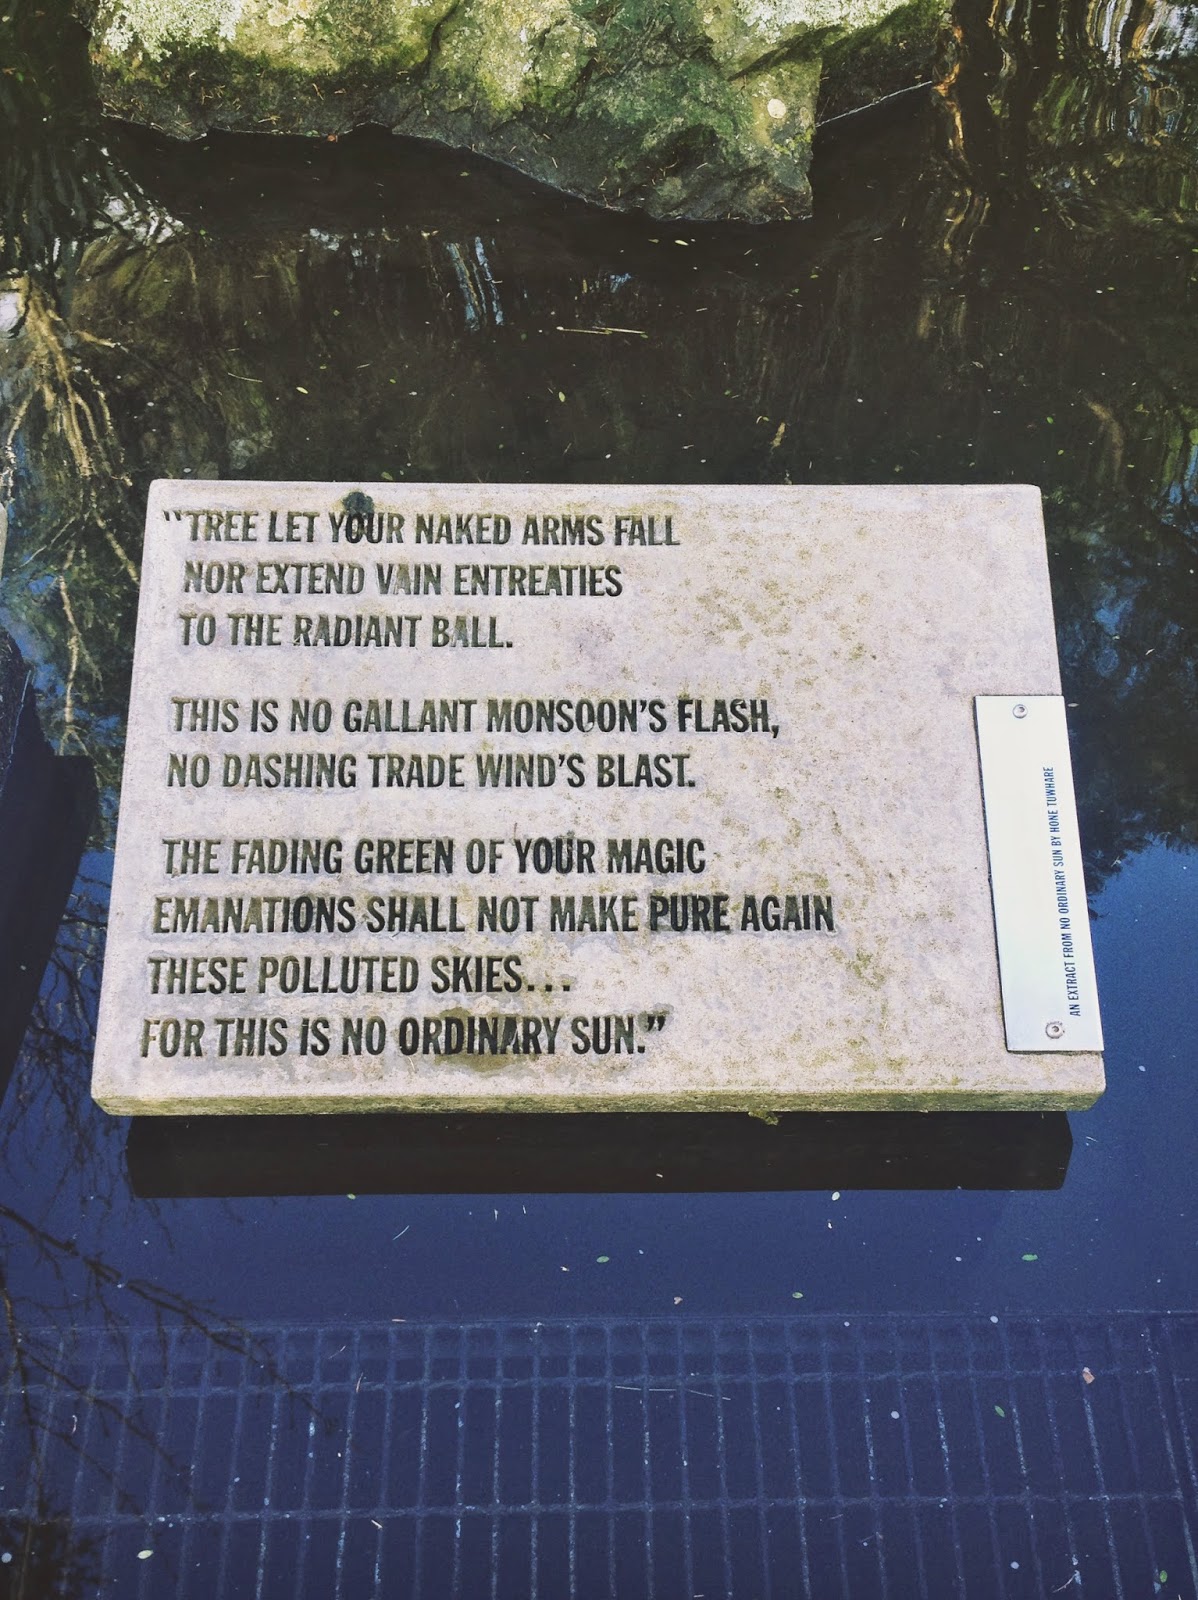 “TREE LET YOUR NAKED ARMS FALL
NOR EXTEND VAIN ENTREATIES
TO THE RADIANT BALL.
THIS IS NO GALLANT MONSOON'S FLASH,
NO DASHING TRADE WIND'S BLAST.
THE FADING GREEN OF YOUR MAGIC
EMANATIONS SHALL NOT MAKE PURE AGAIN
THESE POLLUTED SKIES...
FOR THIS IS NO ORDINARY SUN.”
AN EXTRACT FROM NO ORDINARY SUN BY HONE TUWHARE